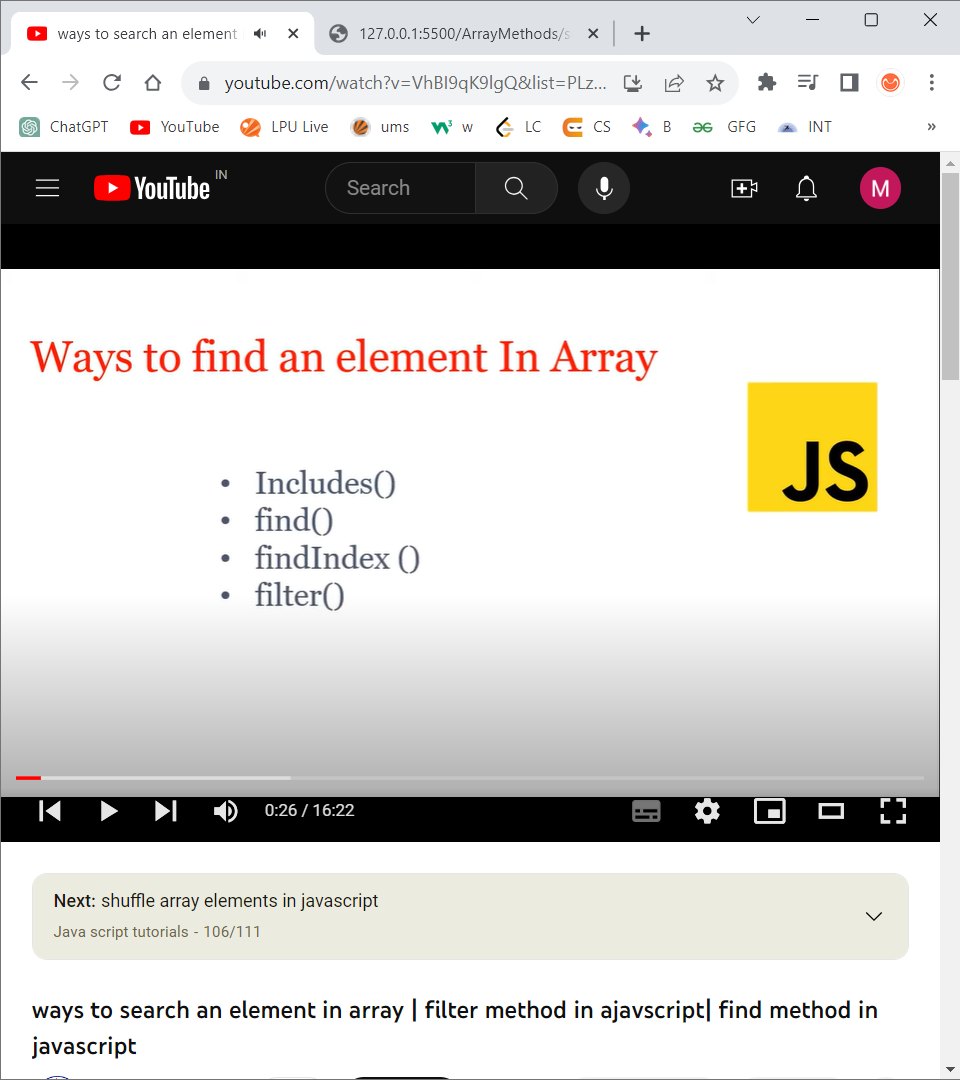 ways to search an element
127.0.0.1:5500/ArrayMethods/s
youtube.com/watch?v=VhBI9qK9lgQ&list=PLz...
ChatGPT YouTube LPU Live ums w LC CS B GFG INT »
YouTube IN Search M
Ways to find an element In Array
JS
• Includes()
• find()
• findIndex ()
• filter()
0:26 / 16:22
Next: shuffle array elements in javascript
Java script tutorials - 106/111
ways to search an element in array | filter method in ajavscript| find method in
javascript